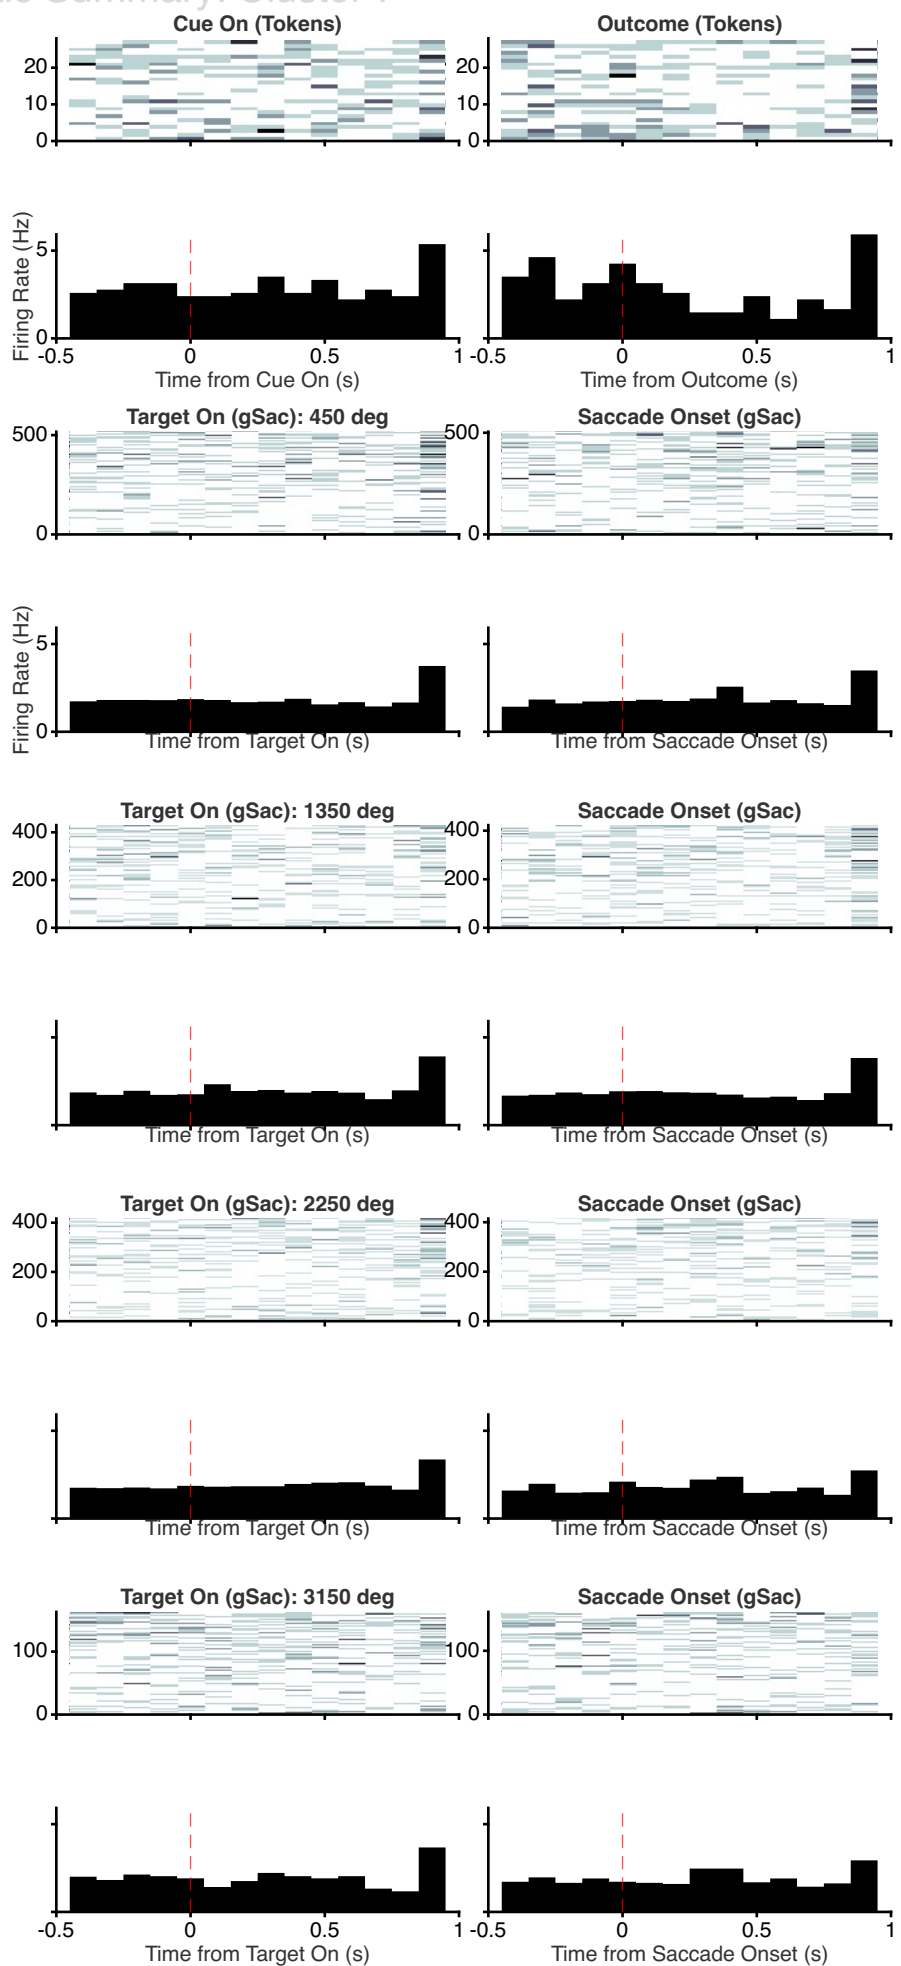 Summary: Cluster
Cue On (Tokens) Outcome (Tokens)
20 20
10 10
0 0
Firing Rate (Hz)
5
0
-0.5 0 0.5 1 -0.5 0 0.5 1
Time from Cue On (s) Time from Outcome (s)
Target On (gSac): 450 deg Saccade Onset (gSac)
500 500
0 0
Firing Rate (Hz)
5
0
Time from Target On (s) Time from Saccade Onset (s)
Target On (gSac): 1350 deg Saccade Onset (gSac)
400 400
200 200
0 0
Time from Target On (s) Time from Saccade Onset (s)
Target On (gSac): 2250 deg Saccade Onset (gSac)
400 400
200 200
0 0
Time from Target On (s) Time from Saccade Onset (s)
Target On (gSac): 3150 deg Saccade Onset (gSac)
100 100
0 0
-0.5 0 0.5 1 -0.5 0 0.5 1
Time from Target On (s) Time from Saccade Onset (s)